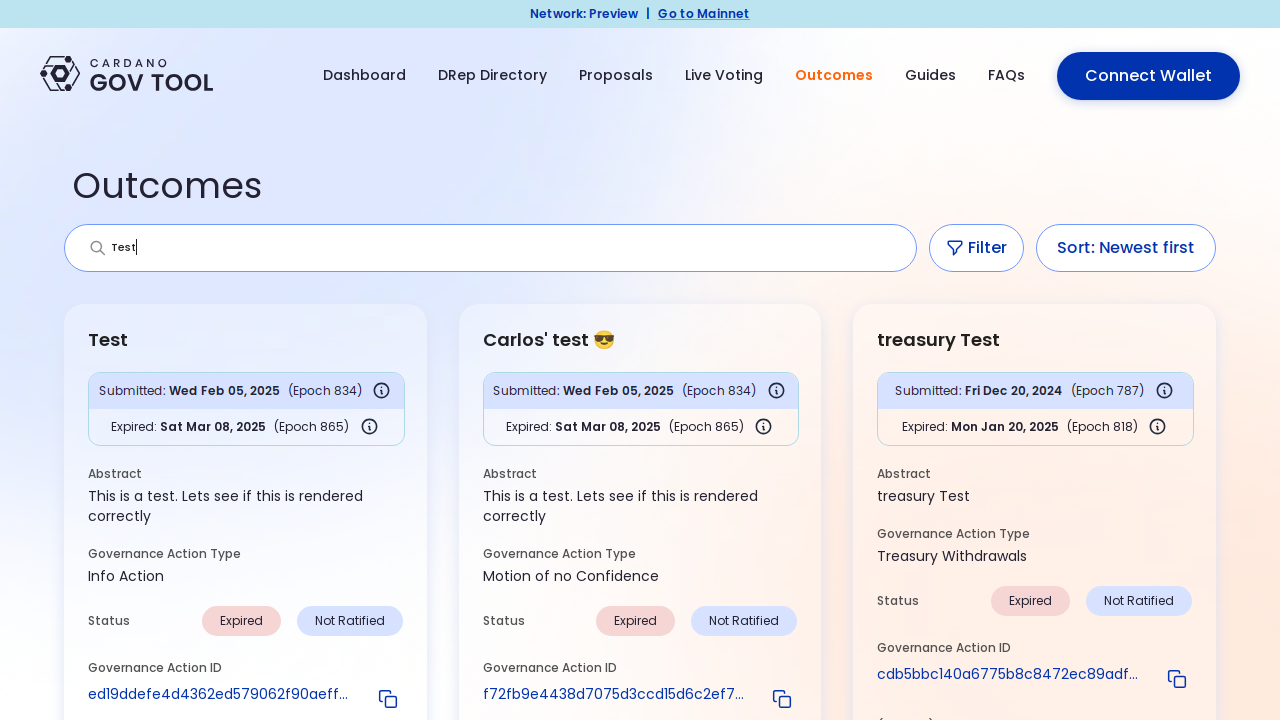 Network: Preview | Go to Mainnet
CARDANO
GOV TOOL
Dashboard
DRep Directory
Proposals
Live Voting
Outcomes
Guides
FAQs
Connect Wallet
Outcomes
Test
Filter
Sort: Newest first
Test
Submitted: Wed Feb 05, 2025 (Epoch 834)
Expired: Sat Mar 08, 2025 (Epoch 865)
Abstract
This is a test. Lets see if this is rendered
correctly
Governance Action Type
Info Action
Status
Expired
Not Ratified
Governance Action ID
ed19ddefe4d4362ed579062f90aeff...
Carlos' test 😎
Submitted: Wed Feb 05, 2025 (Epoch 834)
Expired: Sat Mar 08, 2025 (Epoch 865)
Abstract
This is a test. Lets see if this is rendered
correctly
Governance Action Type
Motion of no Confidence
Status
Expired
Not Ratified
Governance Action ID
f72fb9e4438d7075d3ccd15d6c2ef7...
treasury Test
Submitted: Fri Dec 20, 2024 (Epoch 787)
Expired: Mon Jan 20, 2025 (Epoch 818)
Abstract
treasury Test
Governance Action Type
Treasury Withdrawals
Status
Expired
Not Ratified
Governance Action ID
cdb5bbc140a6775b8c8472ec89adf...